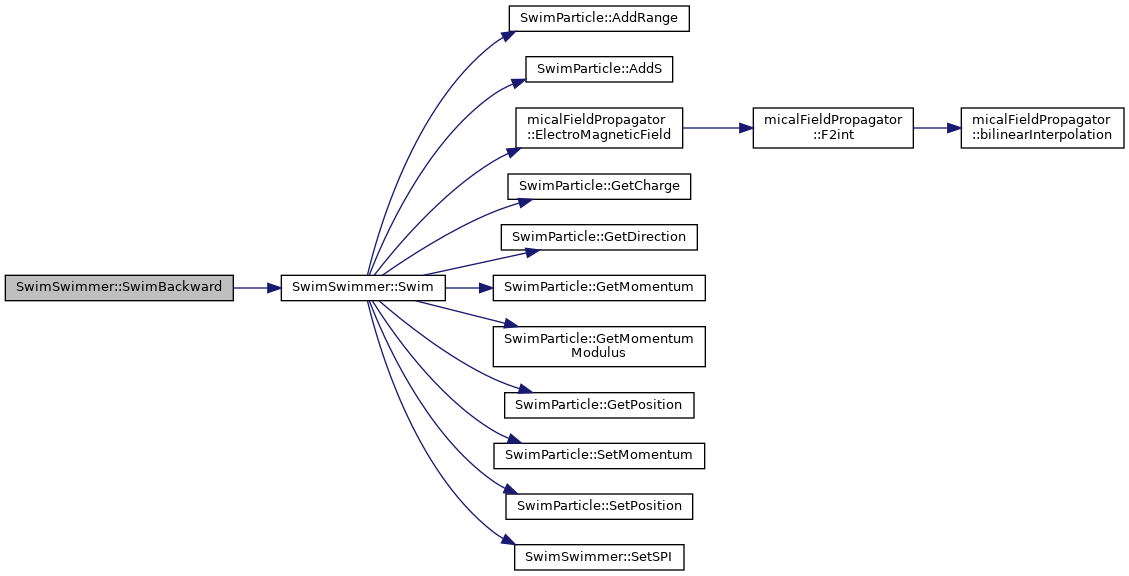 SwimParticle::AddRange
SwimParticle::AddS
micalFieldPropagator
::ElectroMagneticField
micalFieldPropagator
::F2int
micalFieldPropagator
::bilinearInterpolation
SwimParticle::GetCharge
SwimParticle::GetDirection
SwimSwimmer::SwimBackward
SwimSwimmer::Swim
SwimParticle::GetMomentum
SwimParticle::GetMomentum
Modulus
SwimParticle::GetPosition
SwimParticle::SetMomentum
SwimParticle::SetPosition
SwimSwimmer::SetSPI